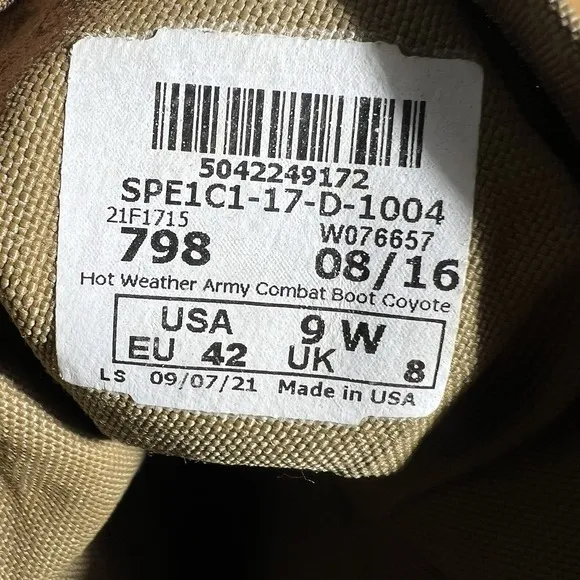 5042249172
SPE1C1-17-D-1004
21F1715 W076657
798 08/16
Hot Weather Army Combat Boot Coyote
USA 9 W
EU 42 UK 8
LS 09/07/21 Made in USA